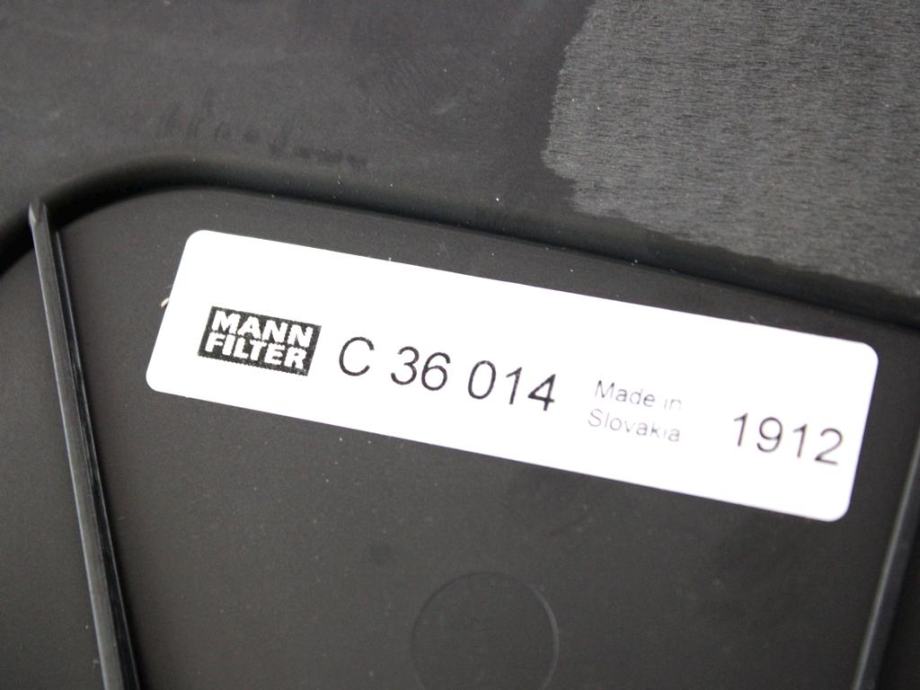 MANN
FILTER
C 36 014
Made in
Slovakia
1912